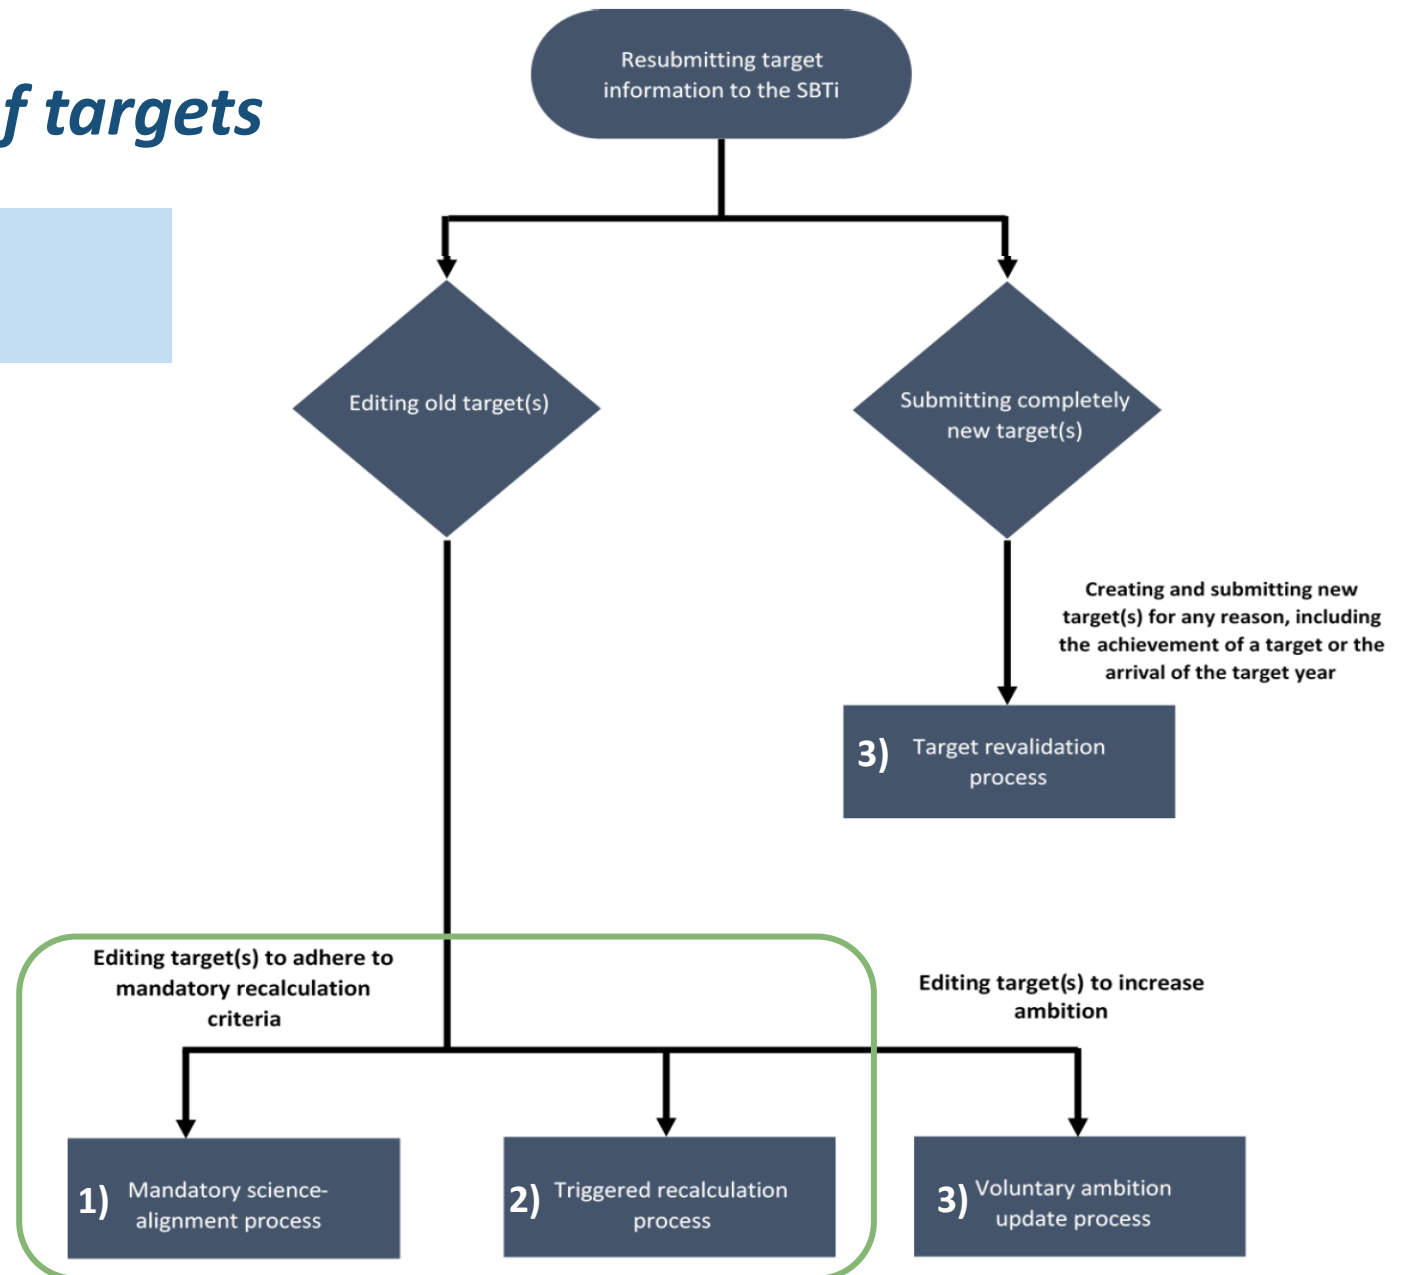 Resubmitting target
information to the SBTi
f targets
Editing old target(s)
Submitting completely
new target(s)
Creating and submitting new
target(s) for any reason, including
the achievement of a target or the
arrival of the target year
3) Target revalidation
process
Editing target(s) to adhere to
mandatory recalculation
criteria
Editing target(s) to increase
ambition
1) Mandatory science-
alignment process
2) Triggered recalculation
process
3) Voluntary ambition
update process